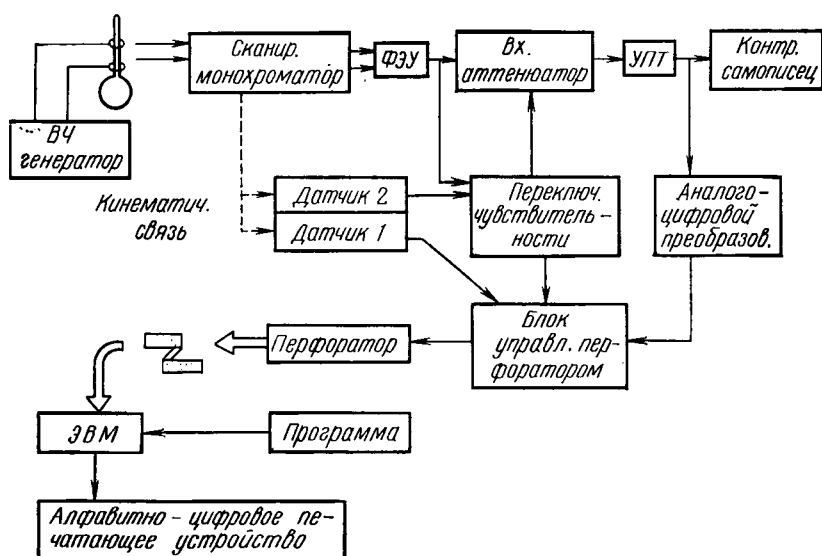 Сканир.
монохроматор
ФЭУ
Вх.
аттенюатор
УПТ
Контр.
самописец
ВЧ
генератор
Кинематич.
связь
Датчик 2
Датчик 1
Переключ.
чувствитель-
ности
Аналого-
цифровой
преобразов.
Перфоратор
Блок
управл. пер-
форатором
ЭВМ
Программа
Алфавитно-цифровое пе-
чатающее устройство